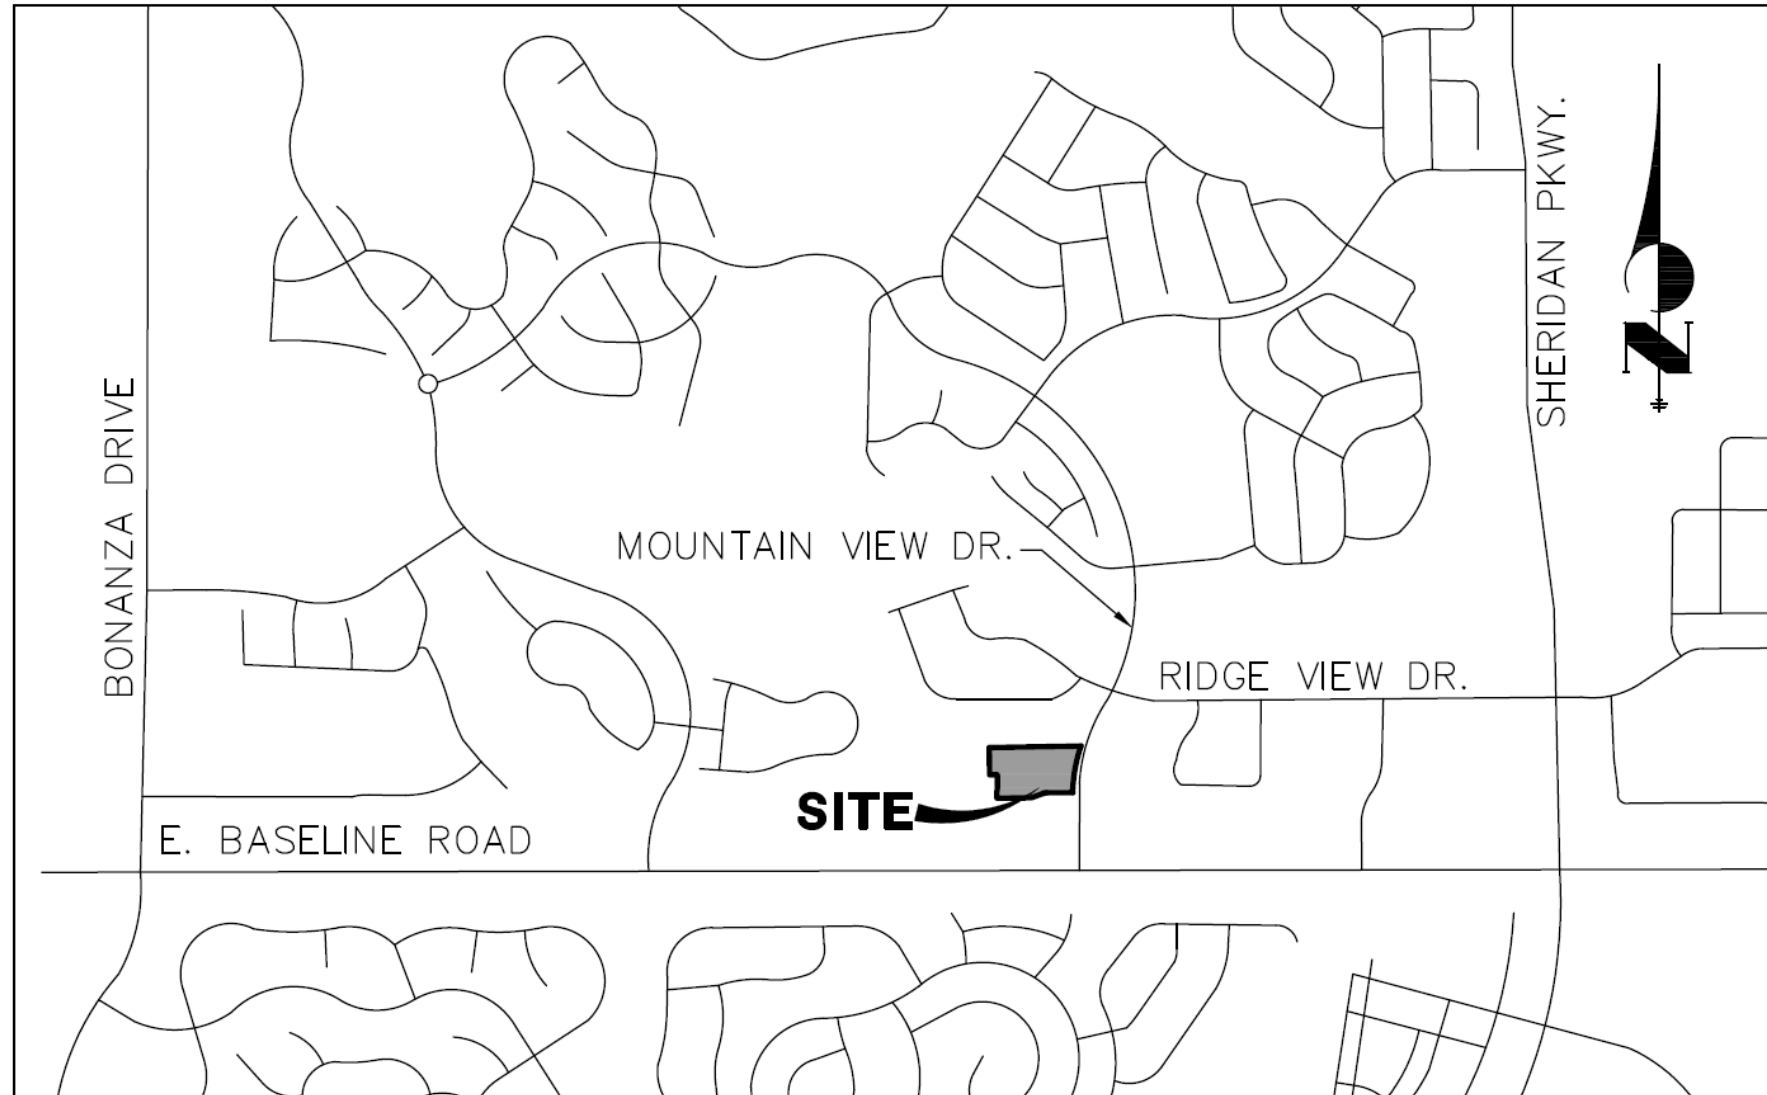 SHERIDAN PKWY.
N
BONANZA DRIVE
MOUNTAIN VIEW DR.
RIDGE VIEW DR.
SITE
E. BASELINE ROAD